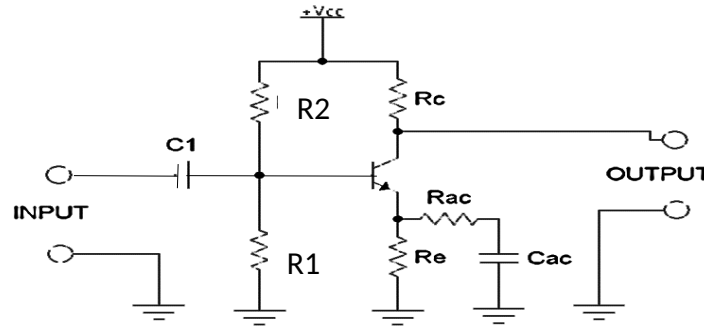 +Vcc
R2
Rc
C1
INPUT
OUTPUT
Rac
R1
Re
Cac